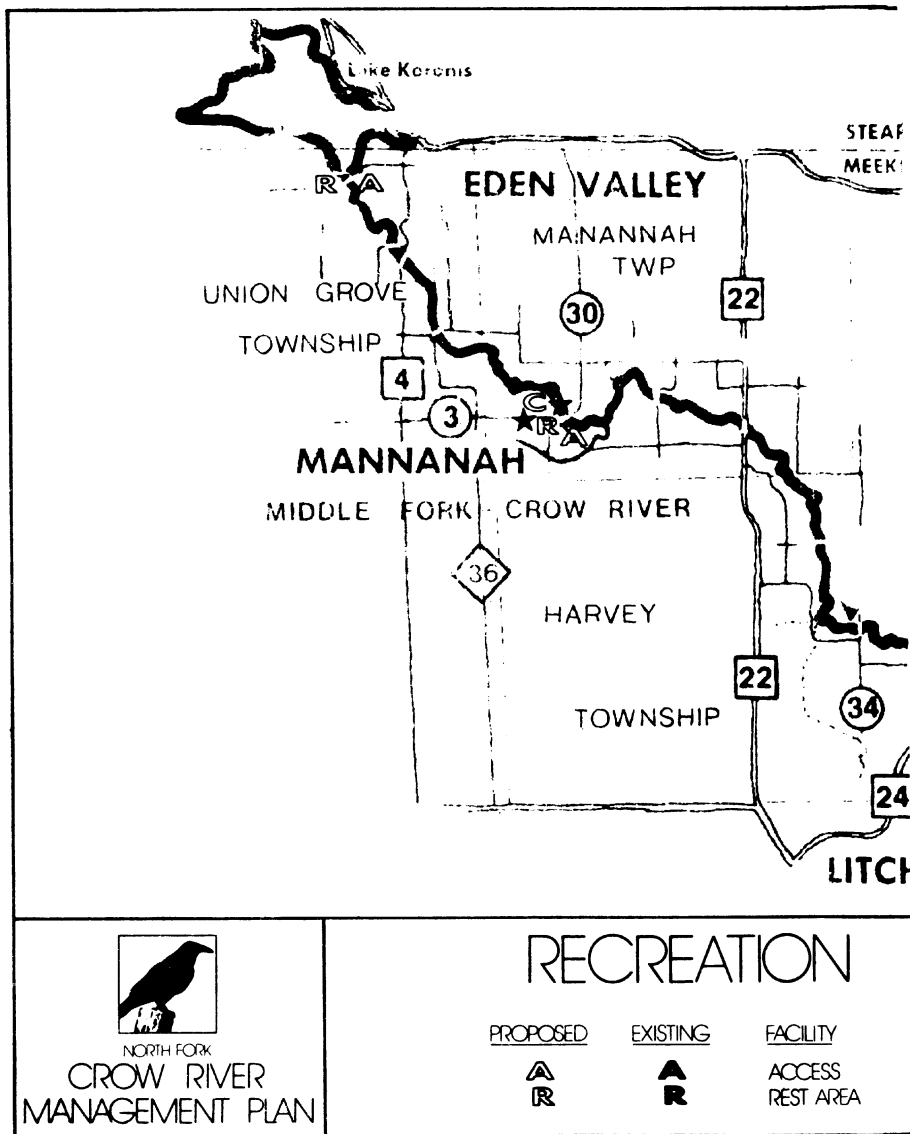 Lake Koronis
STEAR
MEEK
R A
EDEN VALLEY
MANANNAH
TWP
UNION GROVE
22
30
TOWNSHIP
4
C
3
R
A
MANNANAH
MIDDLE FORK CROW RIVER
36
HARVEY
22
TOWNSHIP
34
24
LITCH
RECREATION
NORTH FORK
CROW RIVER
MANAGEMENT PLAN
PROPOSED EXISTING FACILITY
A A ACCESS
R R REST AREA